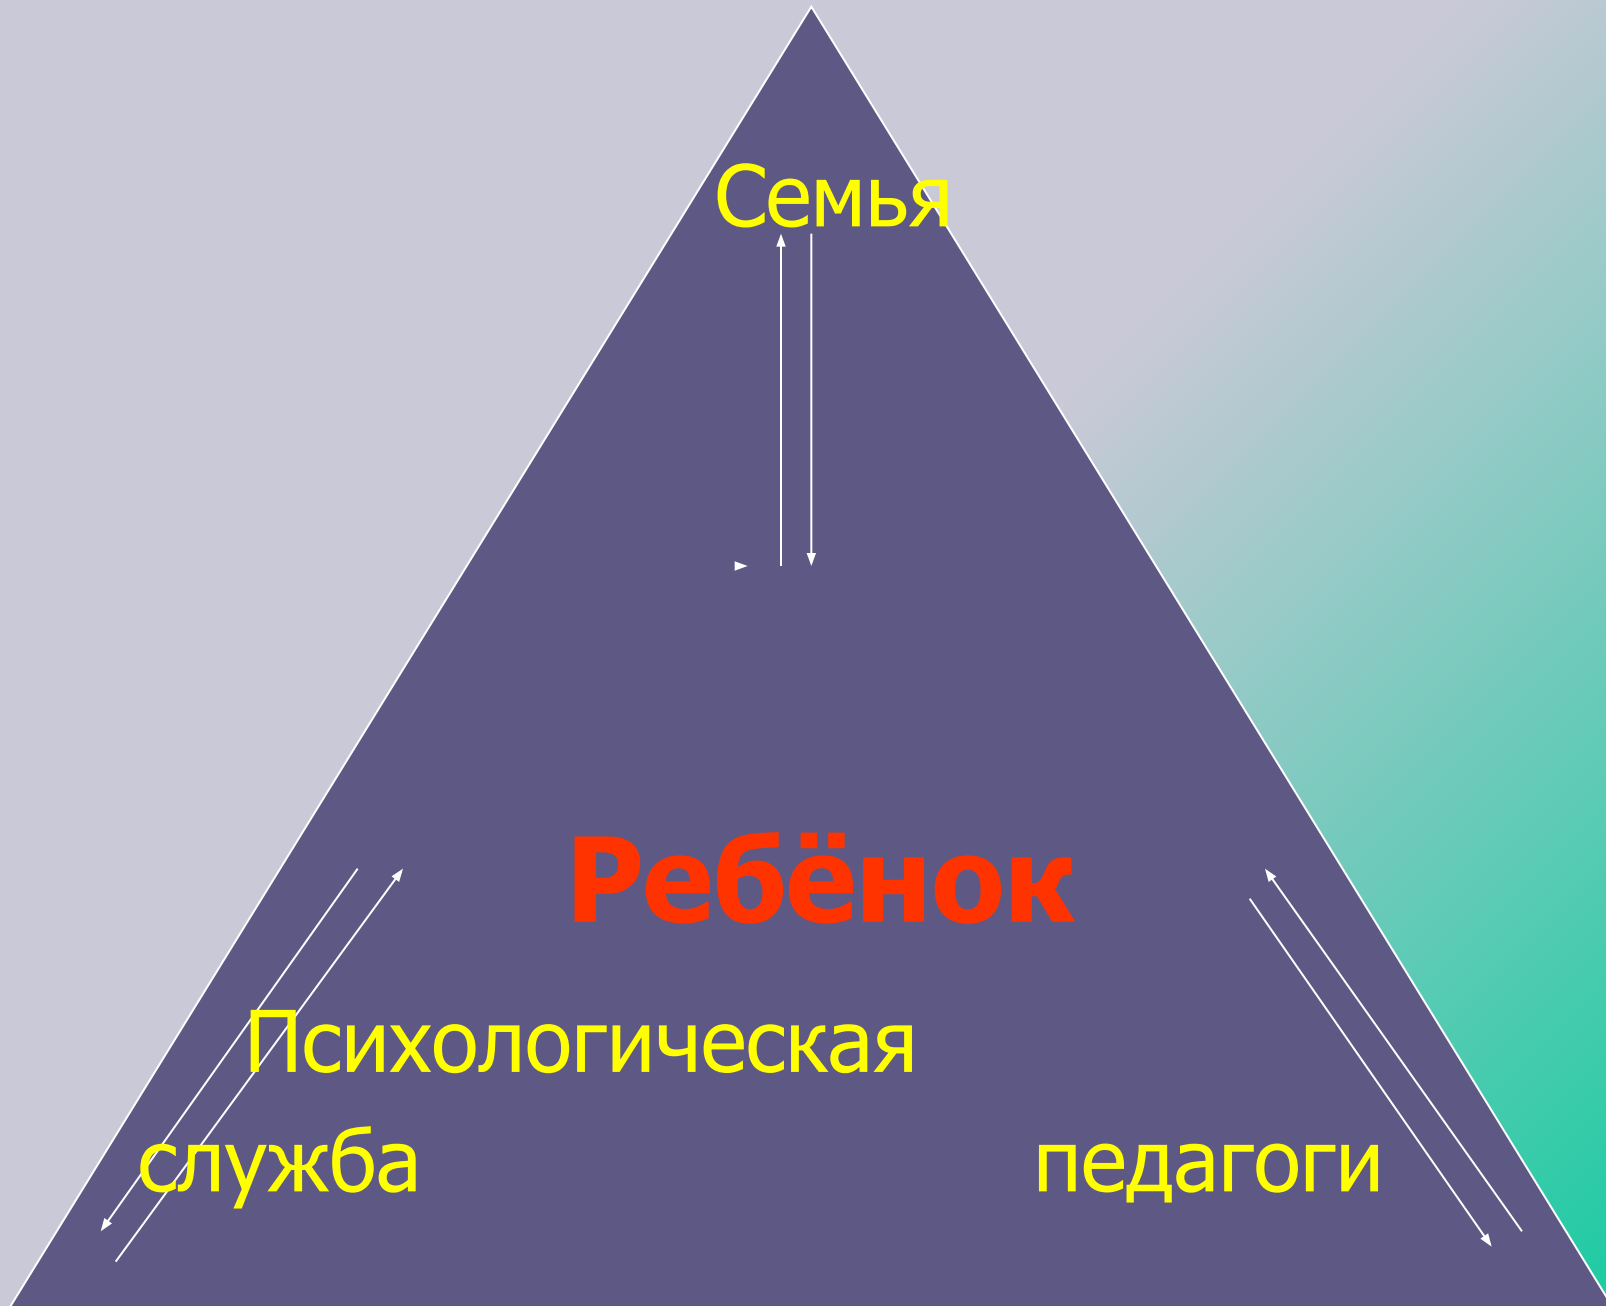 Семья
Ребёнок
Психологическая
служба педагоги